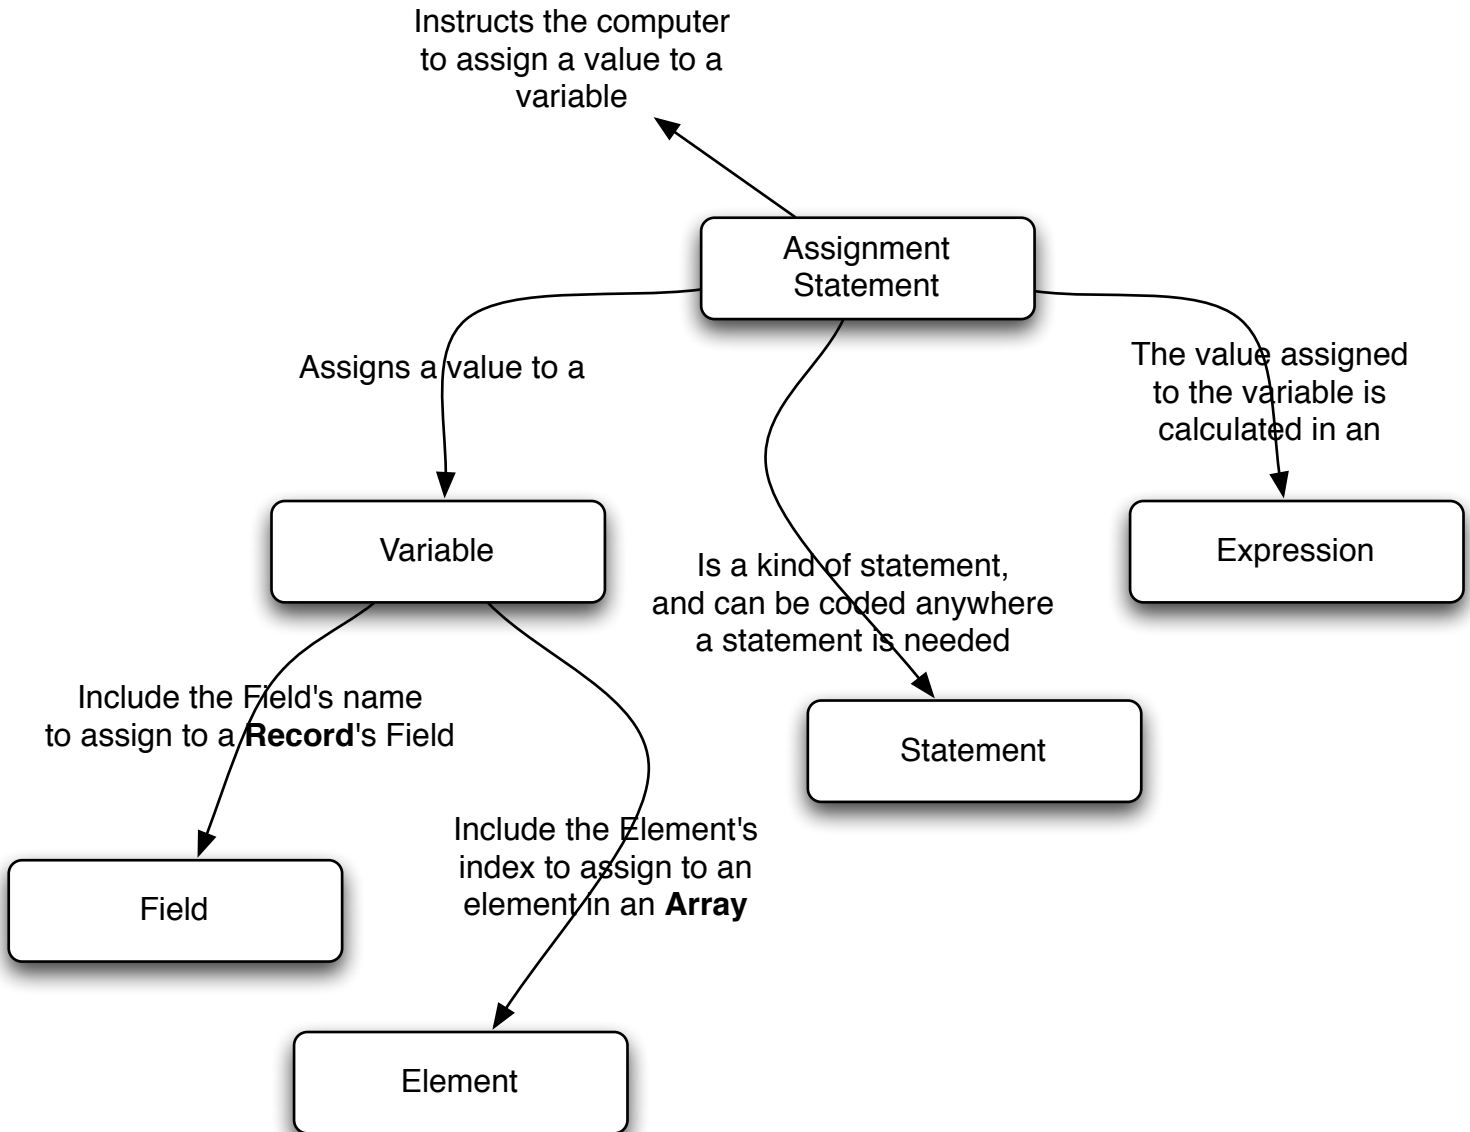 Instructs the computer
to assign a value to a
variable
Assignment
Statement
Assigns a value to a
The value assigned
to the variable is
calculated in an
Variable
Expression
Is a kind of statement,
and can be coded anywhere
a statement is needed
Include the Field's name
to assign to a Record's Field
Statement
Include the Element's
index to assign to an
element in an Array
Field
Element